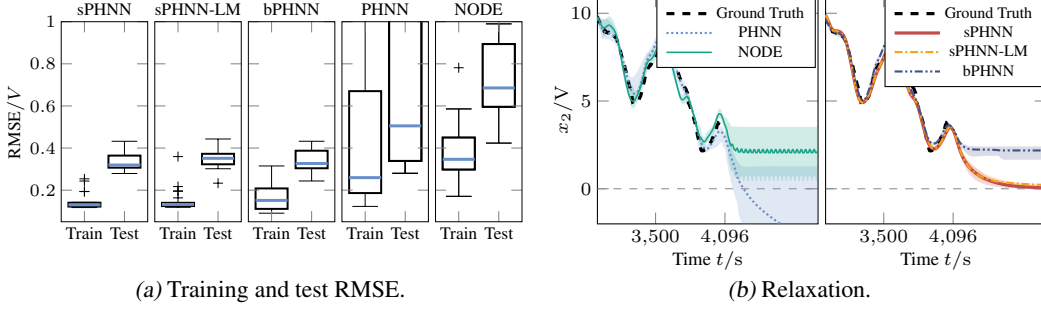 sPHNN sPHNN-LM bPHNN PHNN NODE
RMSE/V
1
0.8
0.6
0.4
0.2
Train Test Train Test Train Test Train Test Train Test
(a) Training and test RMSE.
x2/V
10
5
0
Ground Truth
PHNN
NODE
Ground Truth
sPHNN
sPHNN-LM
bPHNN
3,500 4,096 3,500 4,096
Time t/s Time t/s
(b) Relaxation.